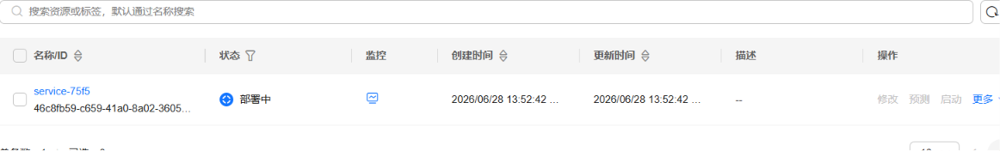 搜索资源或标签，默认通过名称搜索
名称/ID 状态 监控 创建时间 更新时间 描述 操作
service-75f5
46c8fb59-c659-41a0-8a02-3605... 部署中 2026/06/28 13:52:42 ... 2026/06/28 13:52:42 ... -- 修改 预测 启动 更多